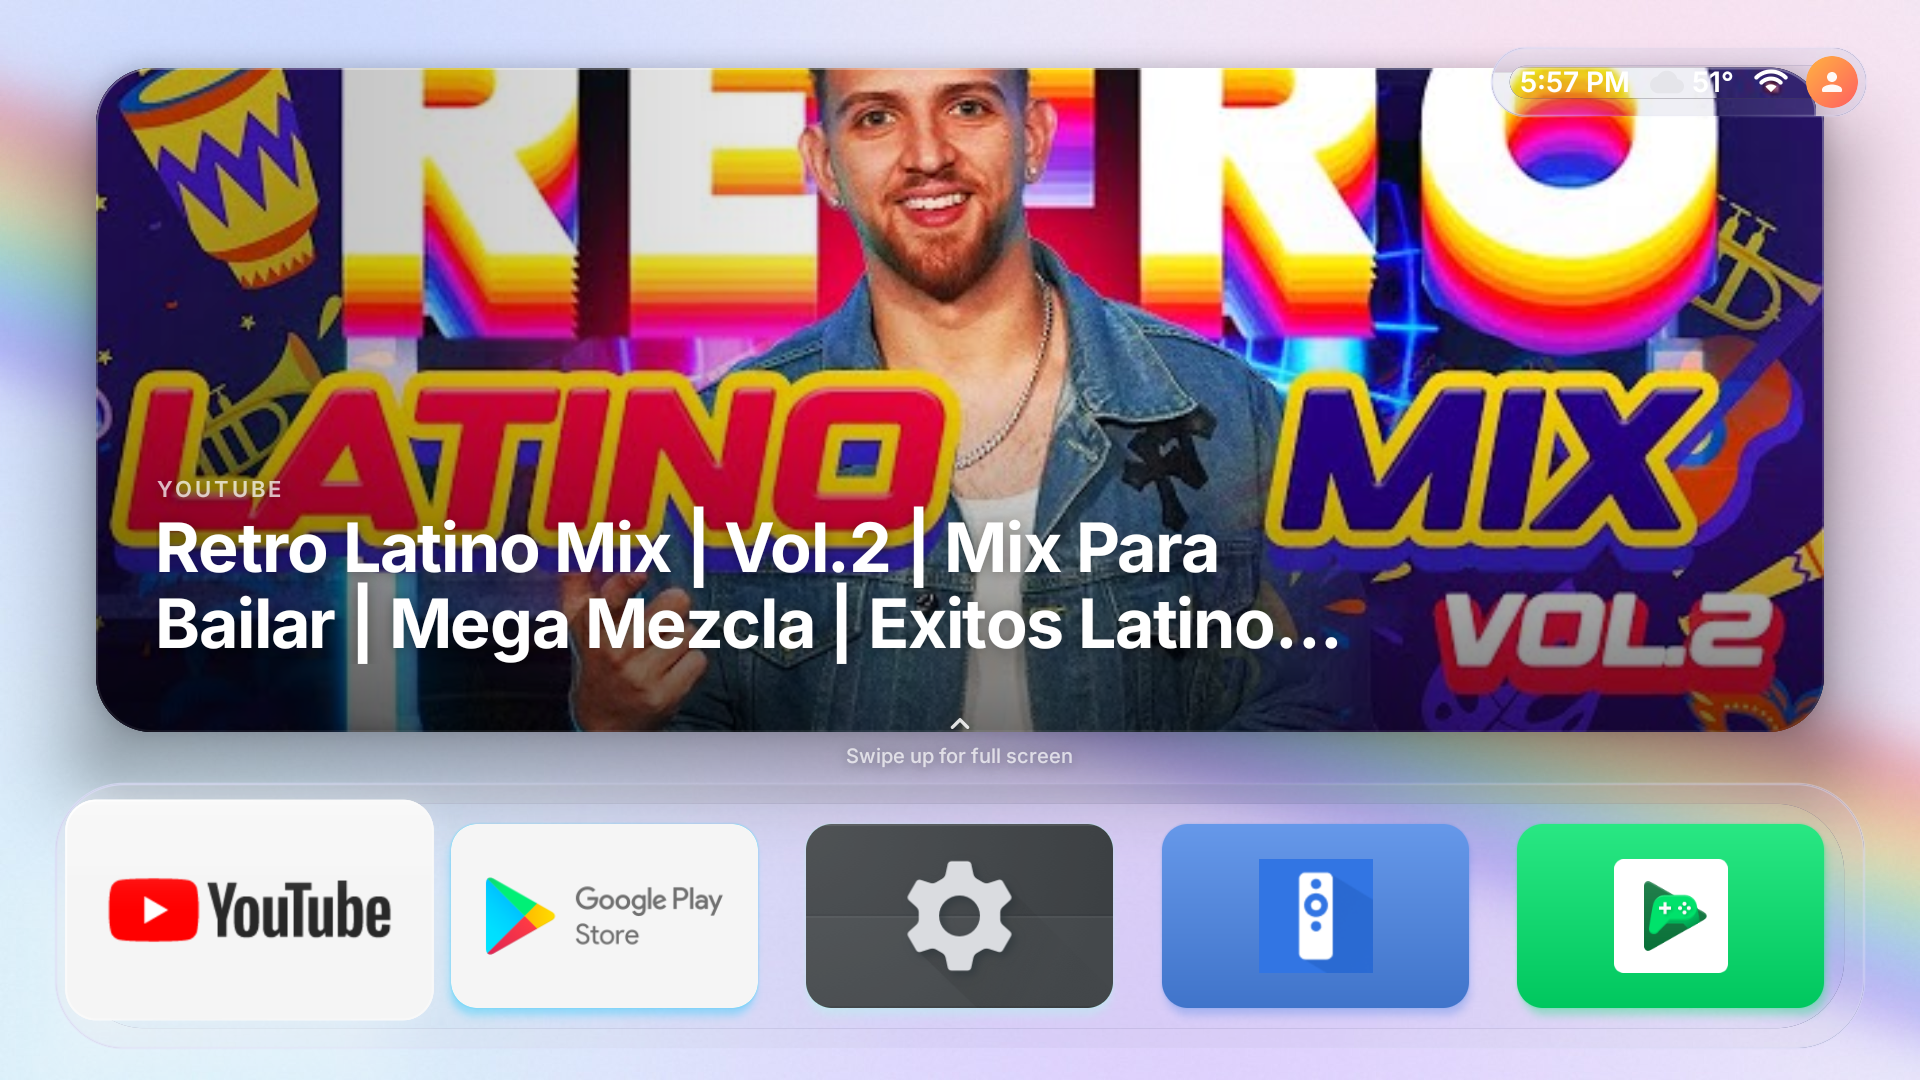 5:57 PM 51°
RETRO
LATINO MIX
YOUTUBE
Retro Latino Mix | Vol.2 | Mix Para
Bailar | Mega Mezcla | Exitos Latino...
VOL.2
Swipe up for full screen
YouTube
Google Play
Store